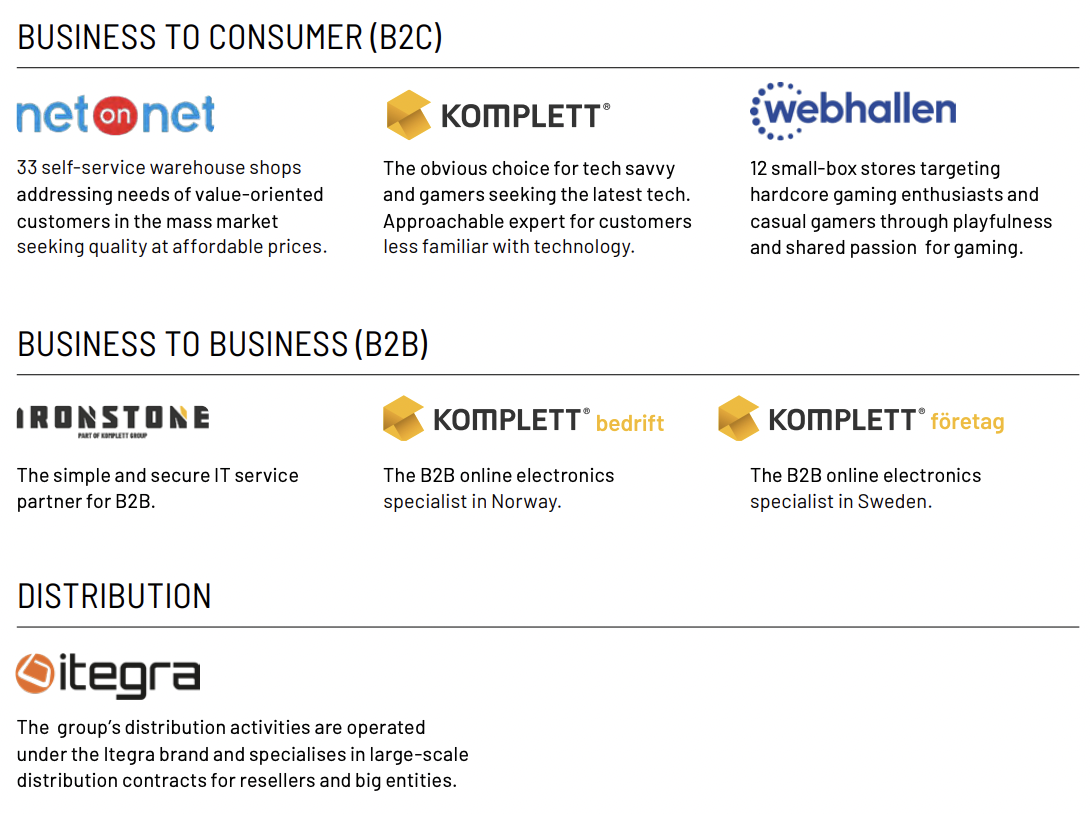 BUSINESS TO CONSUMER (B2C)
netonnet
KOMPLETT®
webhallen
33 self-service warehouse shops
addressing needs of value-oriented
customers in the mass market
seeking quality at affordable prices.
The obvious choice for tech savvy
and gamers seeking the latest tech.
Approachable expert for customers
less familiar with technology.
12 small-box stores targeting
hardcore gaming enthusiasts and
casual gamers through playfulness
and shared passion for gaming.
BUSINESS TO BUSINESS (B2B)
IRONSTONE
PART OF KOMPLETT GROUP
KOMPLETT® bedrift
KOMPLETT® företag
The simple and secure IT service
partner for B2B.
The B2B online electronics
specialist in Norway.
The B2B online electronics
specialist in Sweden.
DISTRIBUTION
itegra
The group's distribution activities are operated
under the Itegra brand and specialises in large-scale
distribution contracts for resellers and big entities.